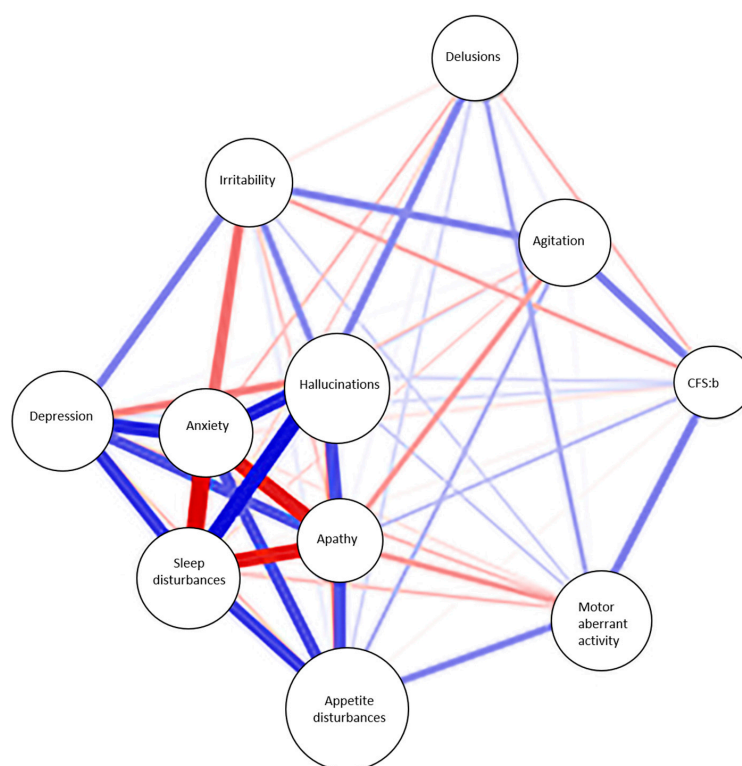 Delusions
Irritability
Agitation
Hallucinations
CFS:b
Depression
Anxiety
Apathy
Sleep
disturbances
Motor
aberrant
activity
Appetite
disturbances